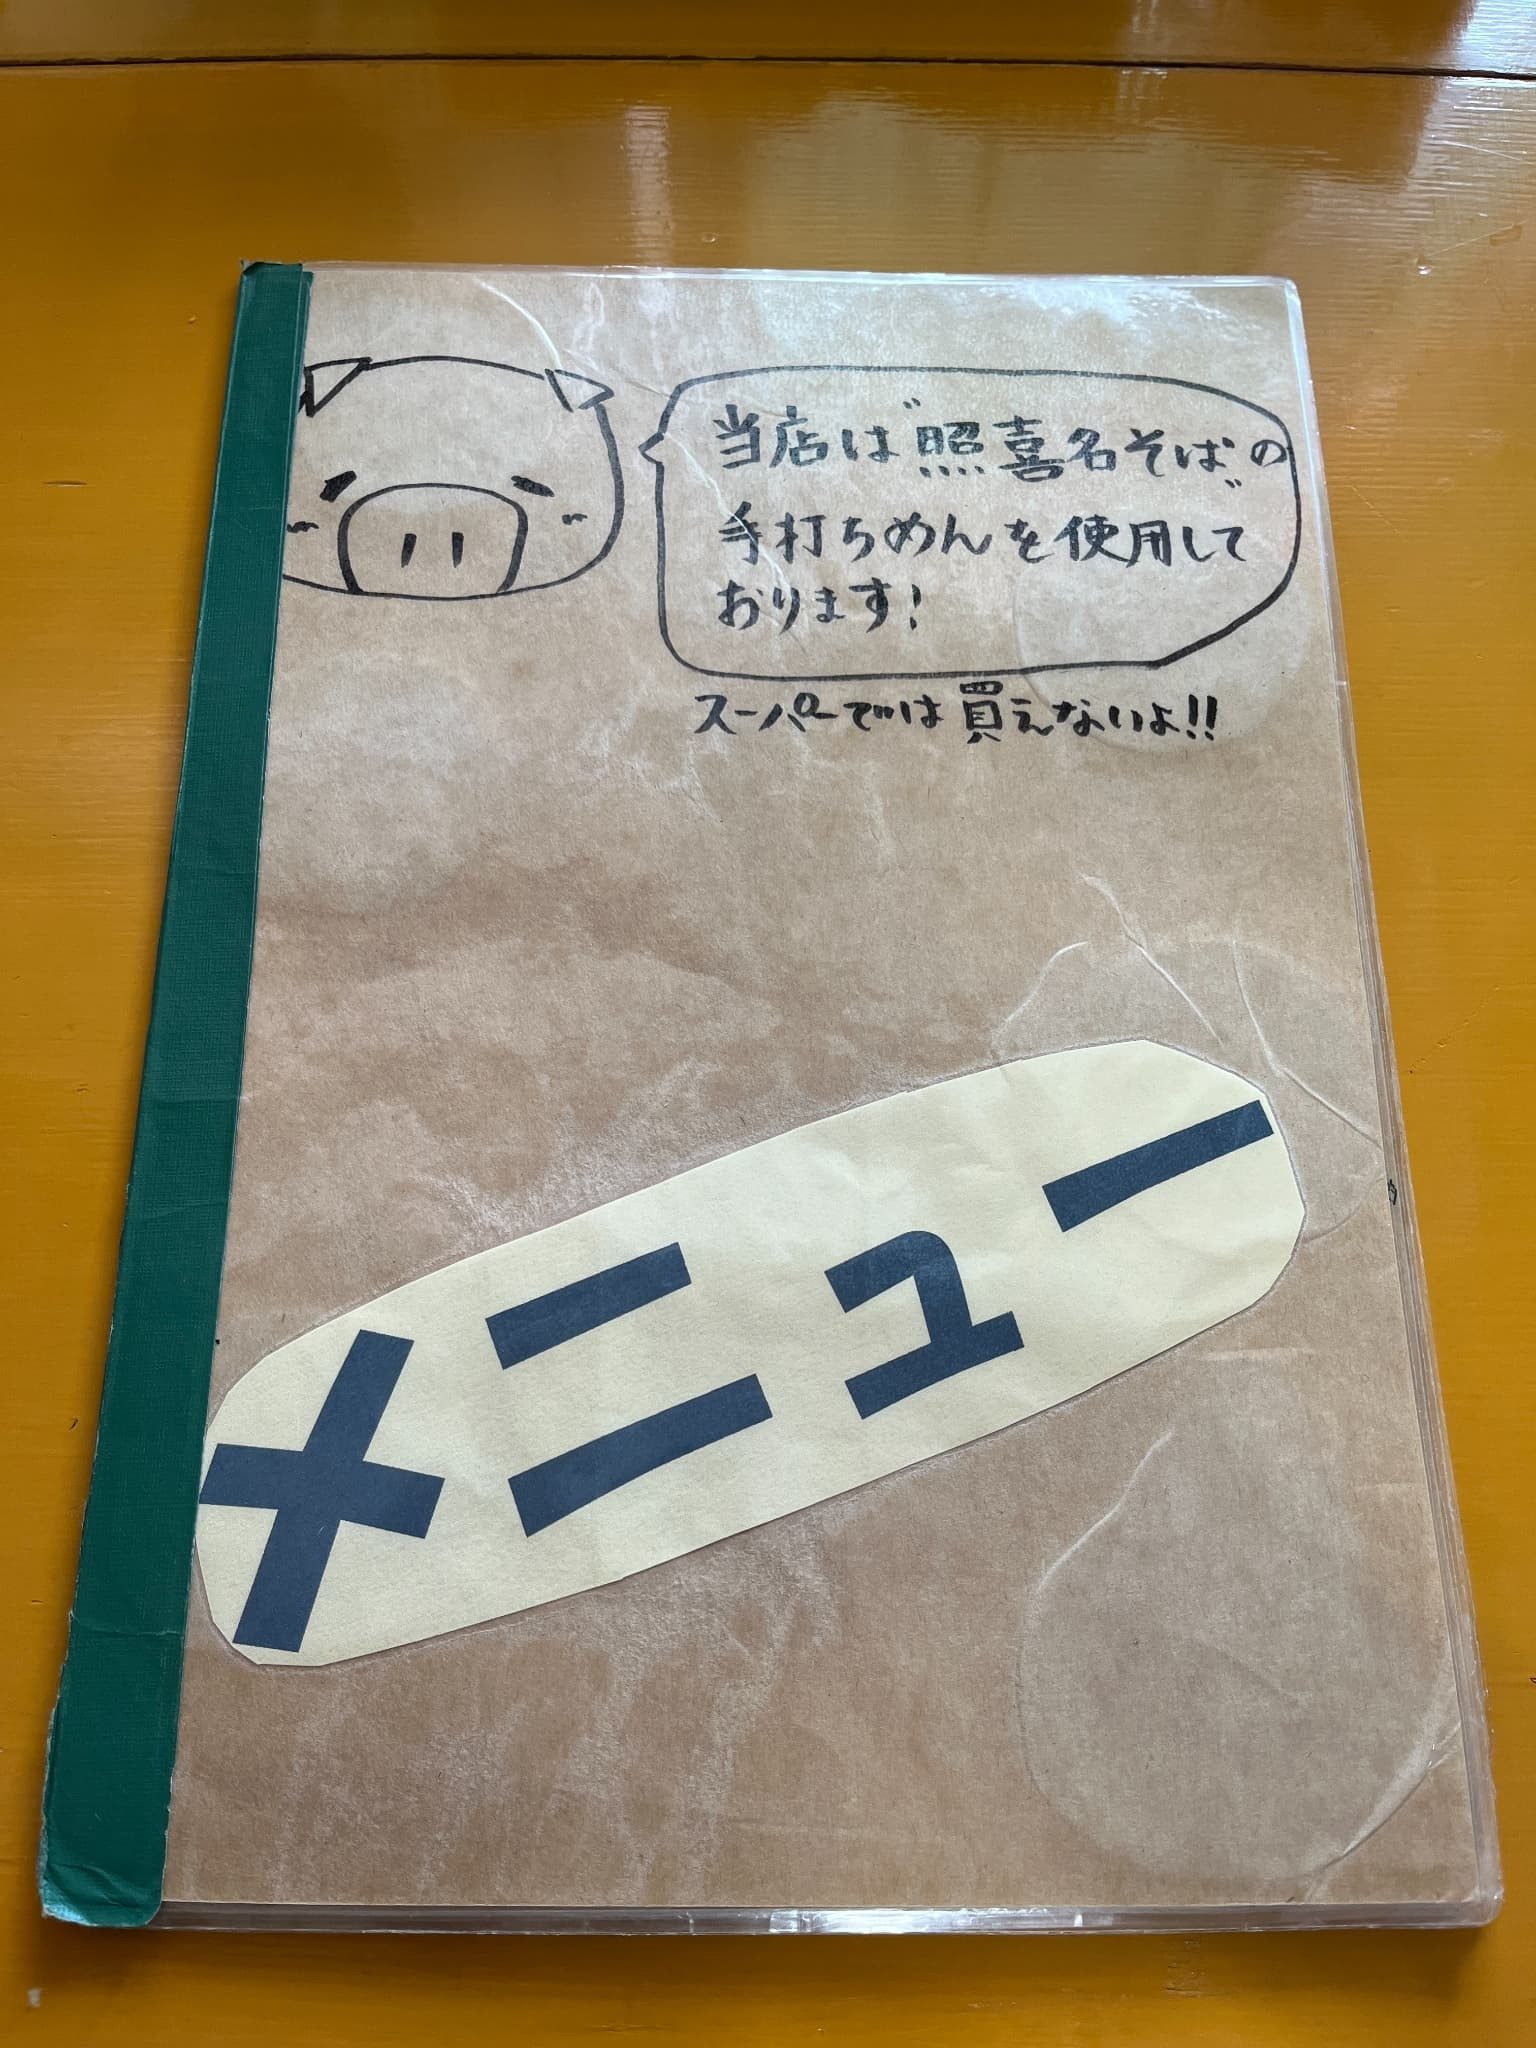 当店は"照喜名そば"の
手打ちめんを使用して
おります!
スーパーでは買えないよ!!
メニュー